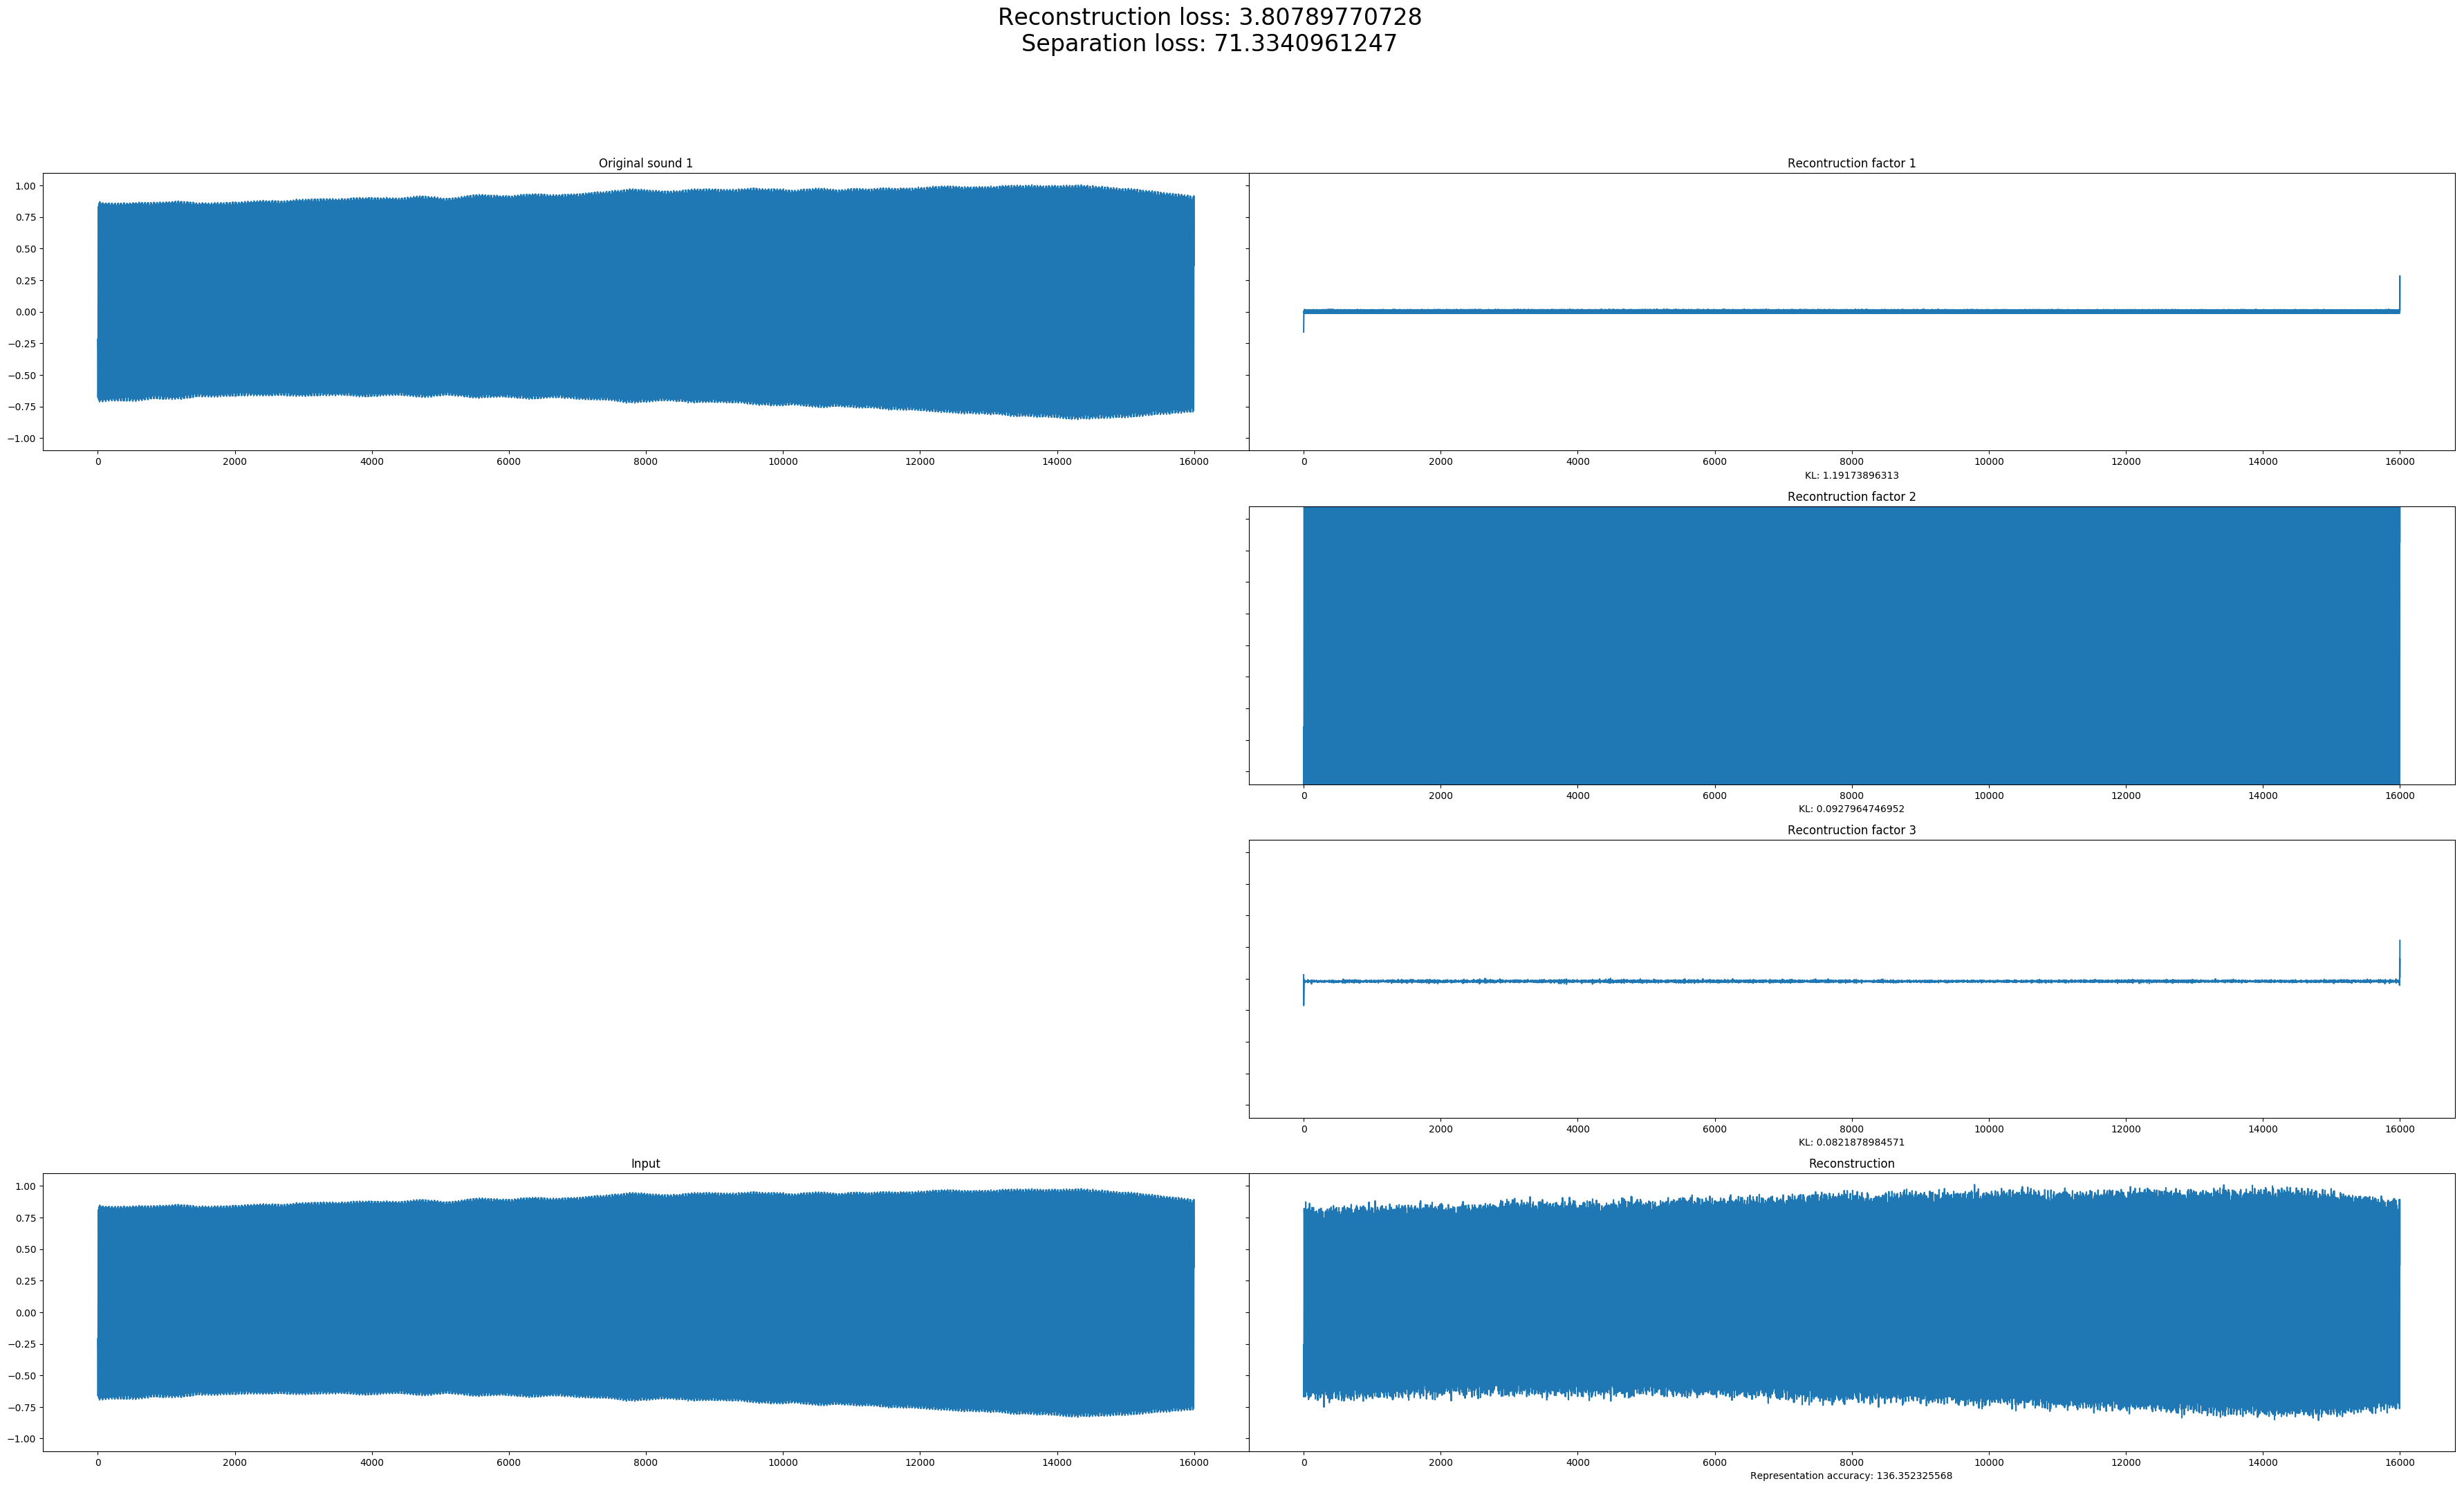 Reconstruction loss: 3.80789770728
Separation loss: 71.3340961247
Original sound 1
1.00
0.75
0.50
0.25
0.00
−0.25
−0.50
−0.75
−1.00
0 2000 4000 6000 8000 10000 12000 14000 16000
Recontruction factor 1
0 2000 4000 6000 8000 10000 12000 14000 16000
KL: 1.19173896313
Recontruction factor 2
0 2000 4000 6000 8000 10000 12000 14000 16000
KL: 0.0927964746952
Recontruction factor 3
0 2000 4000 6000 8000 10000 12000 14000 16000
KL: 0.0821878984571
Input
1.00
0.75
0.50
0.25
0.00
−0.25
−0.50
−0.75
−1.00
0 2000 4000 6000 8000 10000 12000 14000 16000
Reconstruction
0 2000 4000 6000 8000 10000 12000 14000 16000
Representation accuracy: 136.352325568